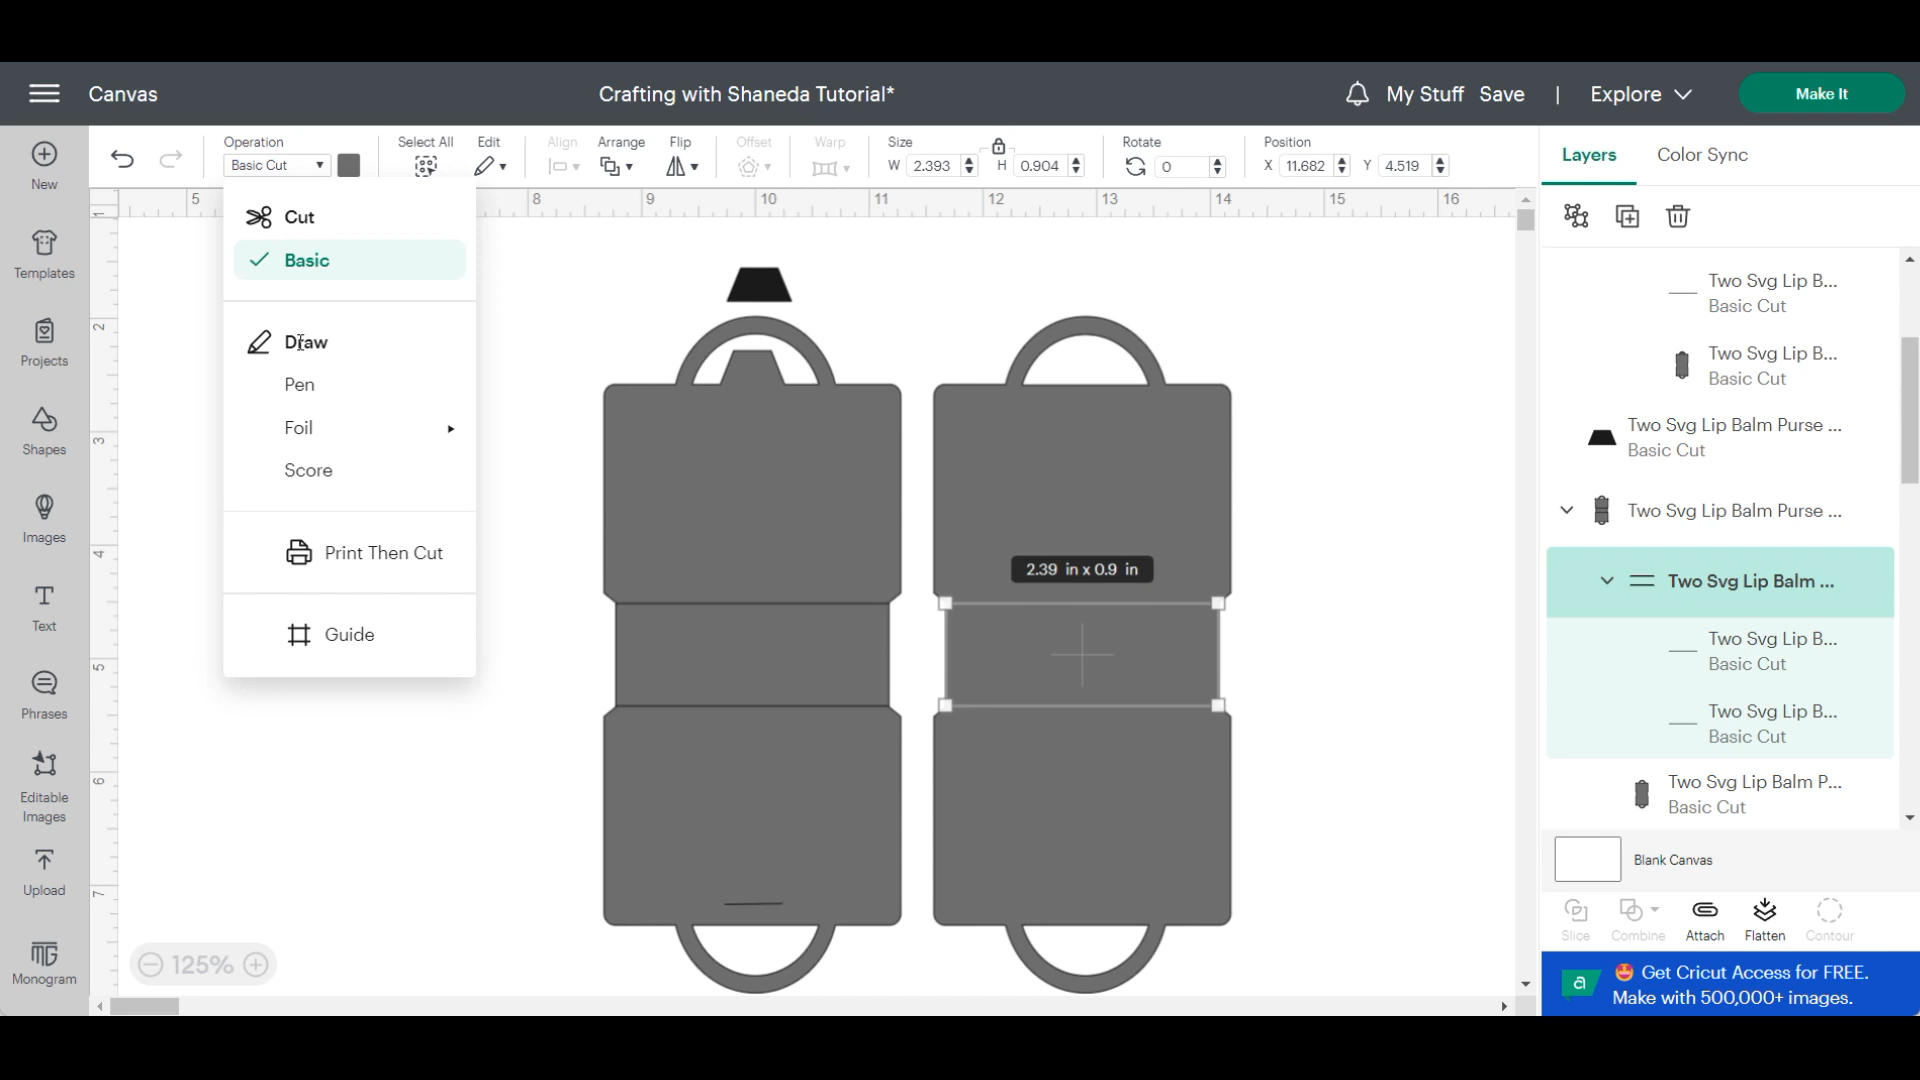 Canvas
Crafting with Shaneda Tutorial*
My Stuff
Save
|
Explore
Make It
New
Templates
Projects
Shapes
Images
Text
Phrases
Editable
Images
Upload
Monogram
Operation
Basic Cut
Select All
Edit
Align
Arrange
Flip
Offset
Warp
Size
W 2.393
H 0.904
Rotate
0
Position
X 11.682
Y 4.519
5
8
9
10
11
12
13
14
15
16
1
2
3
4
5
6
7
Cut
Basic
Draw
Pen
Foil
Score
Print Then Cut
Guide
2.39 in x 0.9 in
125%
Layers
Color Sync
Two Svg Lip B...
Basic Cut
Two Svg Lip B...
Basic Cut
Two Svg Lip Balm Purse ...
Basic Cut
Two Svg Lip Balm Purse ...
Two Svg Lip Balm ...
Two Svg Lip B...
Basic Cut
Two Svg Lip B...
Basic Cut
Two Svg Lip Balm P...
Basic Cut
Blank Canvas
Slice
Combine
Attach
Flatten
Contour
a
🤩 Get Cricut Access for FREE.
Make with 500,000+ images.